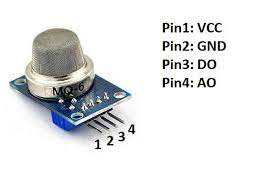 MQ-6
Pin1: VCC
Pin2: GND
Pin3: DO
Pin4: AO
1 2 3 4